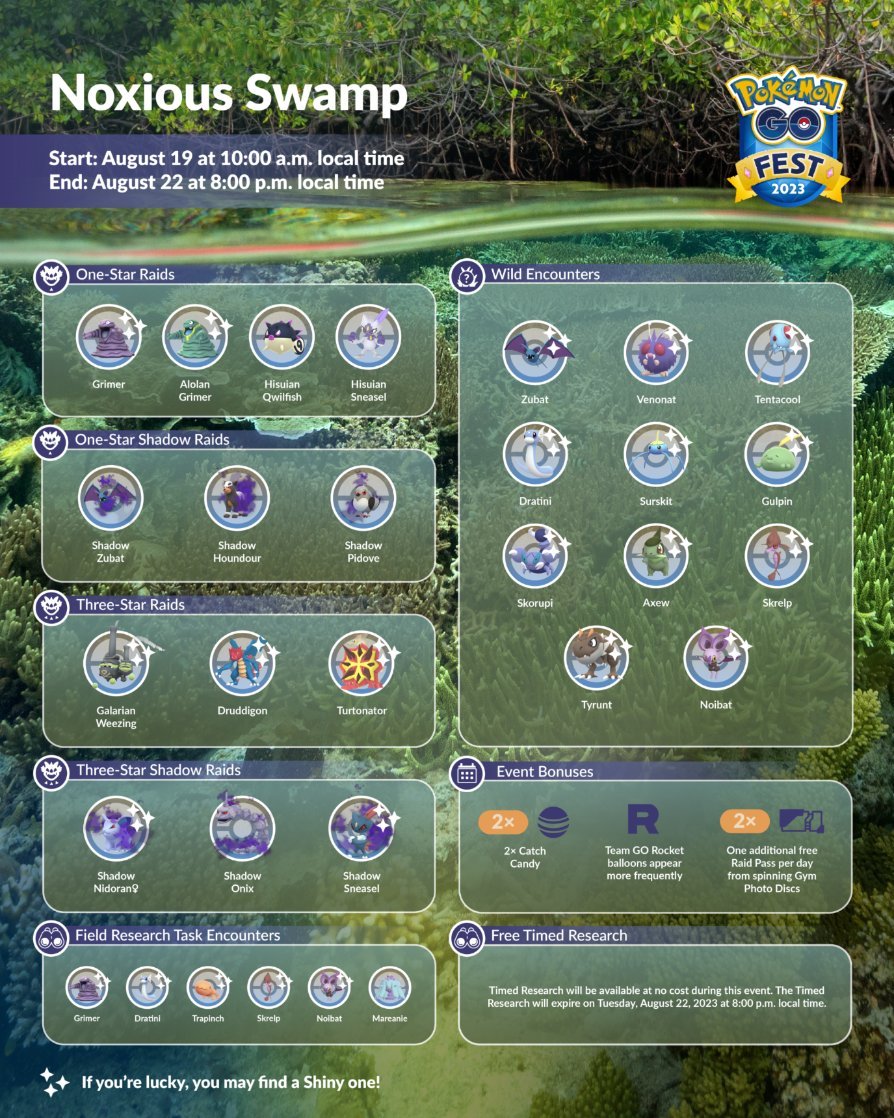 Noxious Swamp
Start: August 19 at 10:00 a.m. local time
End: August 22 at 8:00 p.m. local time
POKÉMON
GO
FEST
2023
One-Star Raids
Grimer
Alolan
Grimer
Hisuian
Qwilfish
Hisuian
Sneasel
One-Star Shadow Raids
Shadow
Zubat
Shadow
Houndour
Shadow
Pidove
Three-Star Raids
Galarian
Weezing
Druddigon
Turtonator
Three-Star Shadow Raids
Shadow
Nidoran♀
Shadow
Onix
Shadow
Sneasel
Field Research Task Encounters
Grimer
Dratini
Trapinch
Skrelp
Noibat
Mareanie
Wild Encounters
?
Zubat
Venonat
Tentacool
Dratini
Surskit
Gulpin
Skorupi
Axew
Skrelp
Tyrunt
Noibat
Event Bonuses
2×
2× Catch
Candy
R
Team GO Rocket
balloons appear
more frequently
2×
One additional free
Raid Pass per day
from spinning Gym
Photo Discs
Free Timed Research
Timed Research will be available at no cost during this event. The Timed
Research will expire on Tuesday, August 22, 2023 at 8:00 p.m. local time.
If you're lucky, you may find a Shiny one!